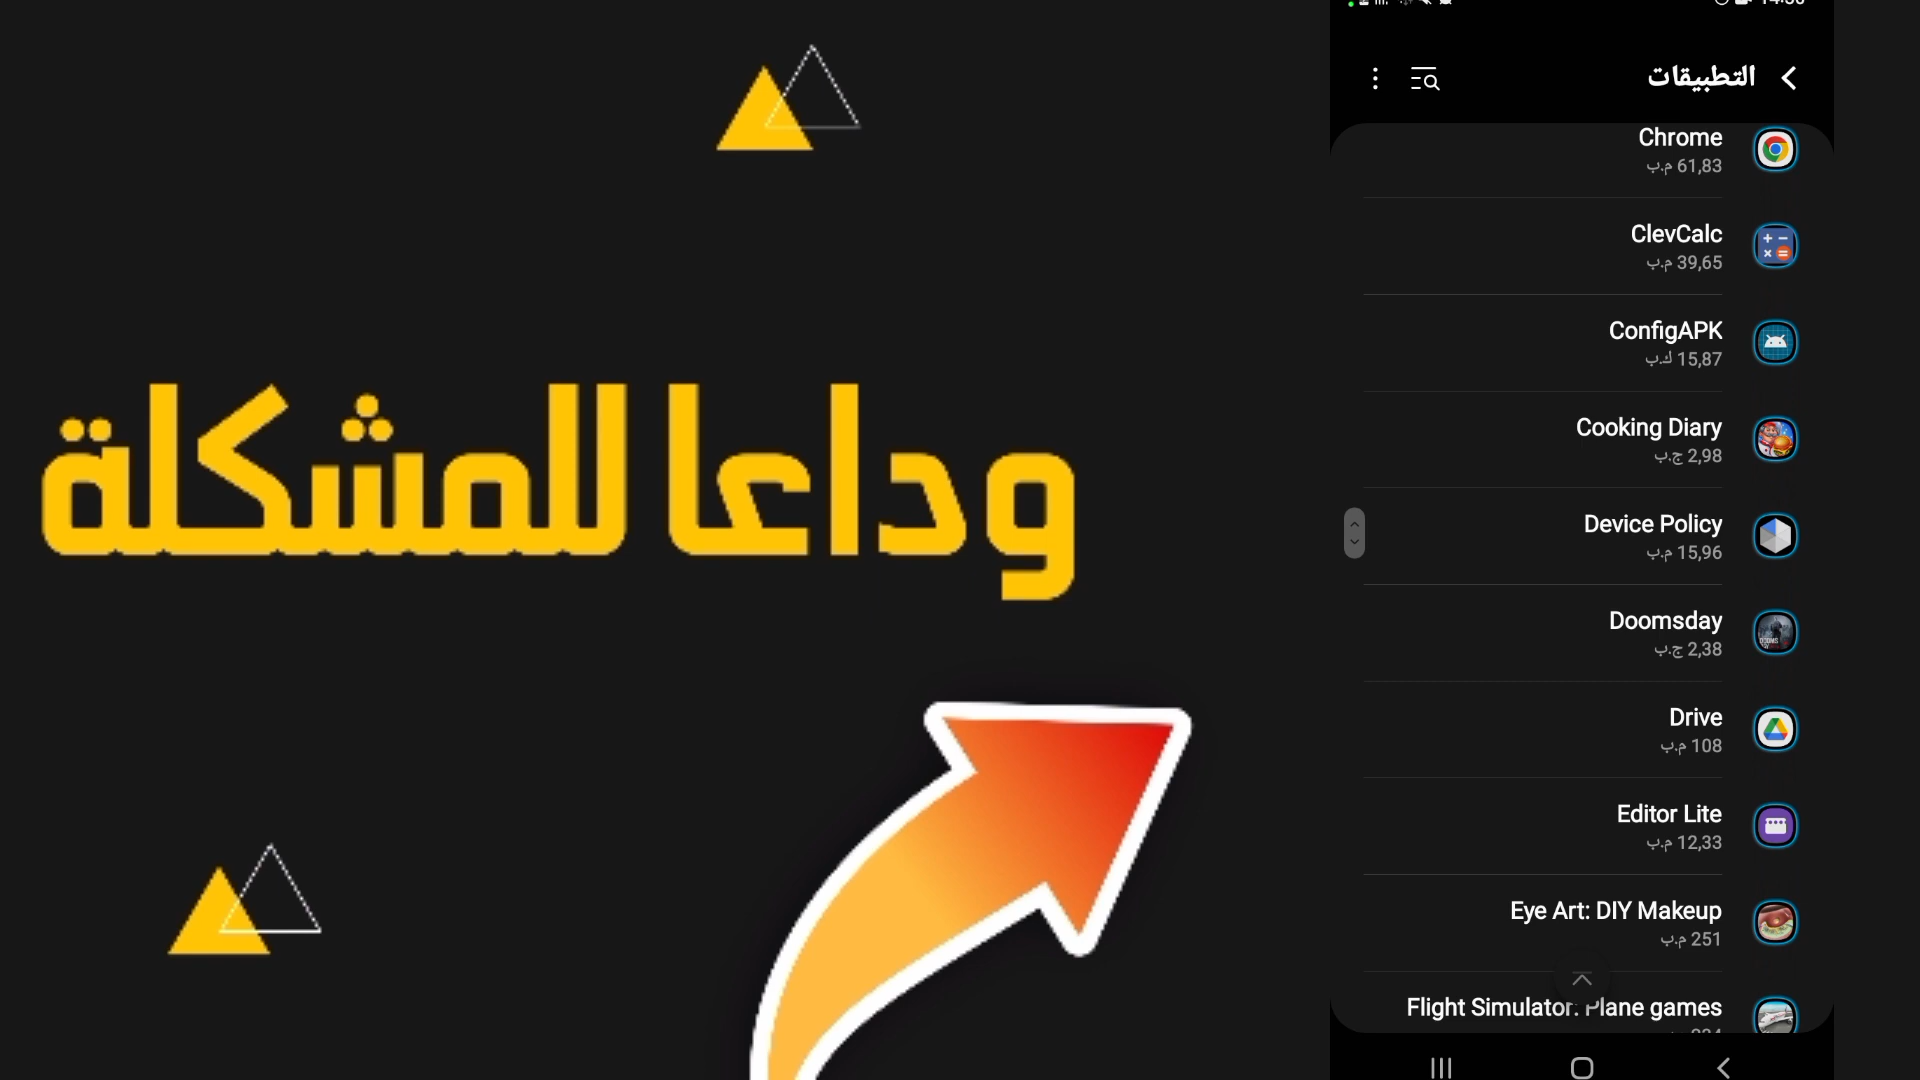 وداعا للمشكلة
التطبيقات
Chrome
61,83 م.ب
ClevCalc
39,65 م.ب
ConfigAPK
15,87 ك.ب
Cooking Diary
2,98 ج.ب
Device Policy
15,96 م.ب
Doomsday
2,38 ج.ب
Drive
108 م.ب
Editor Lite
12,33 م.ب
Eye Art: DIY Makeup
251 م.ب
Flight Simulator: Plane games